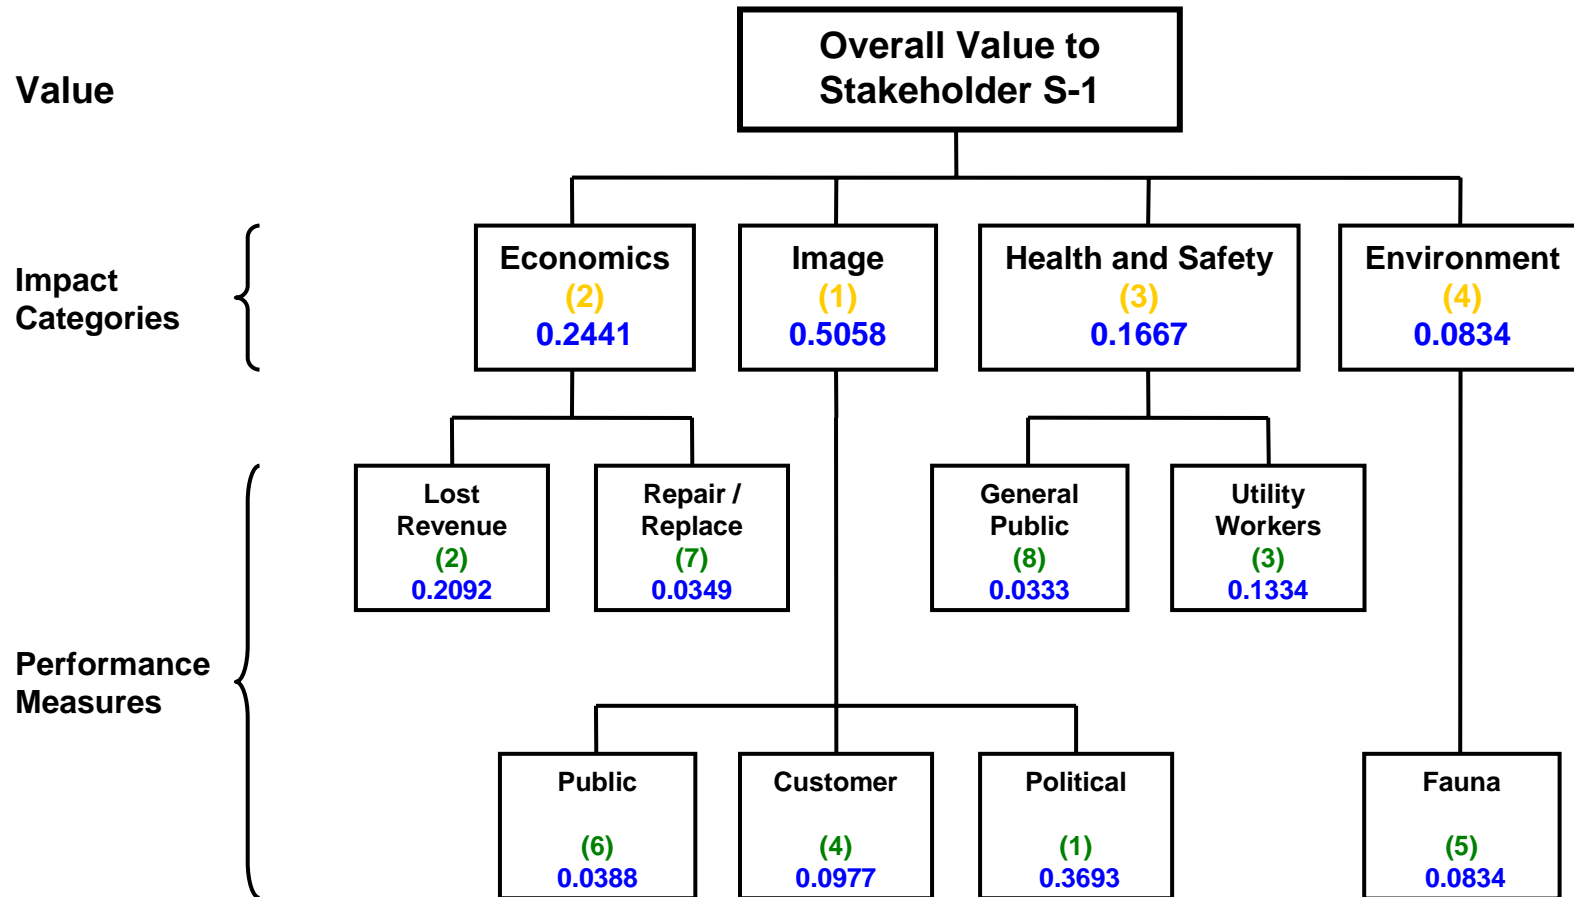 Value
Overall Value to
Stakeholder S-1
Impact
Categories
Economics
(2)
0.2441
Image
(1)
0.5058
Health and Safety
(3)
0.1667
Environment
(4)
0.0834
Performance
Measures
Lost
Revenue
(2)
0.2092
Repair /
Replace
(7)
0.0349
General
Public
(8)
0.0333
Utility
Workers
(3)
0.1334
Public
(6)
0.0388
Customer
(4)
0.0977
Political
(1)
0.3693
Fauna
(5)
0.0834